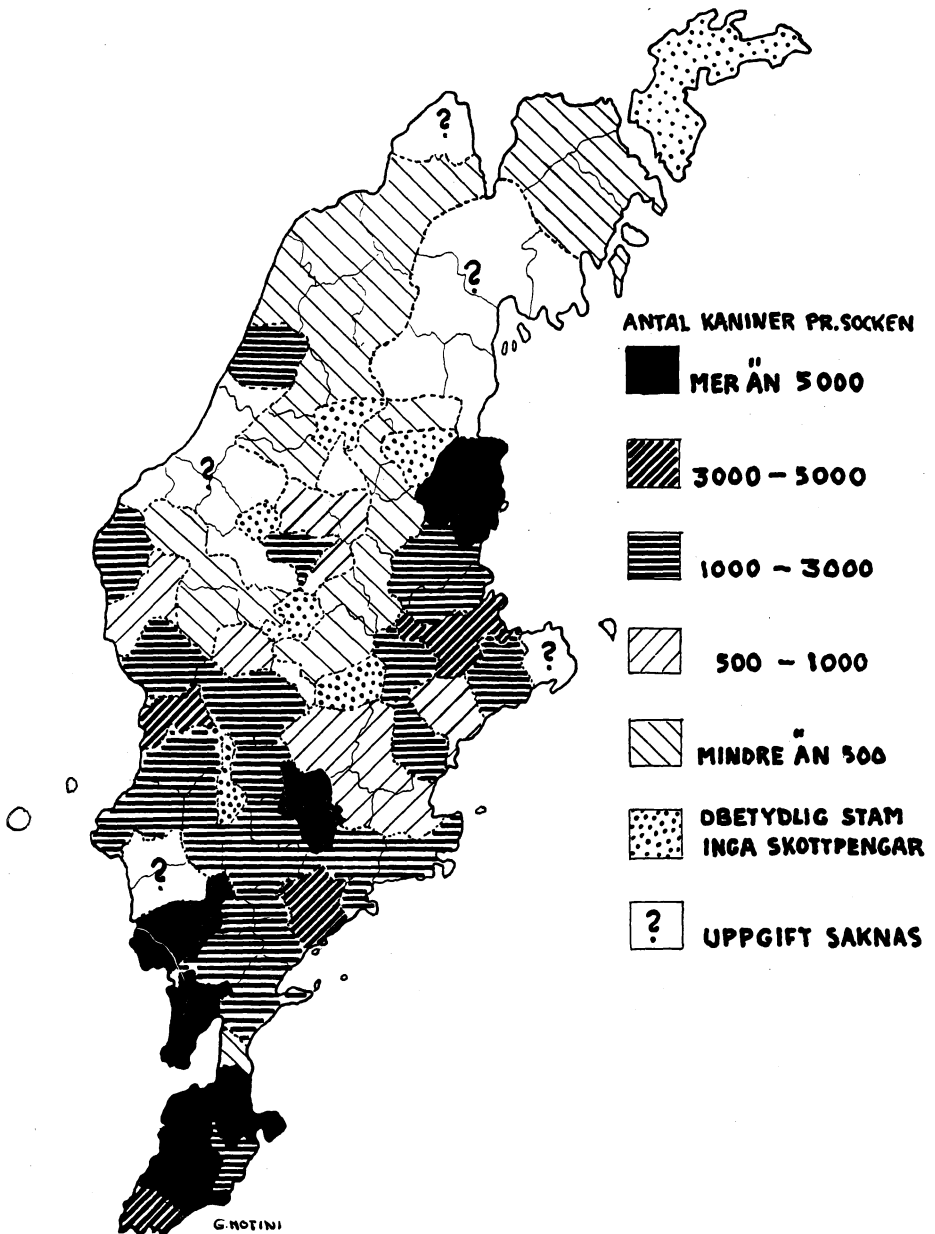 ?
?
?
?
?
ANTAL KANINER PR. SOCKEN
MER ÄN 5000
3000 – 5000
1000 – 3000
500 – 1000
MINDRE ÄN 500
OBETYDLIG STAM
INGA SKOTTPENGAR
? UPPGIFT SAKNAS
G. NOTINI